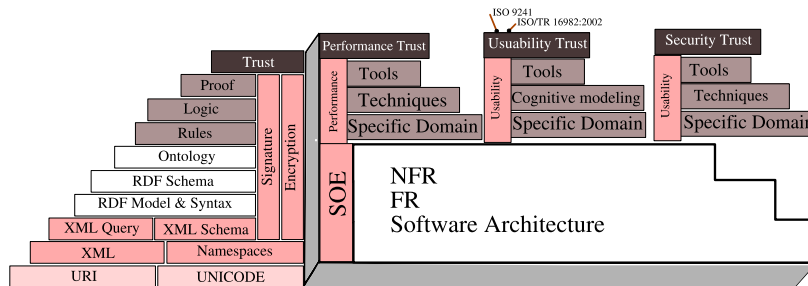 ISO 9241
ISO/TR 16982:2002
Performance Trust
Usuability Trust
Security Trust
Trust
Tools
Tools
Tools
Proof
Techniques
Cognitive modeling
Techniques
Logic
Specific Domain
Specific Domain
Specific Domain
Rules
Performance
Usability
Usability
Ontology
Signature
Encryption
RDF Schema
RDF Model & Syntax
XML Query
XML Schema
XML
Namespaces
URI
UNICODE
SOE
NFR
FR
Software Architecture